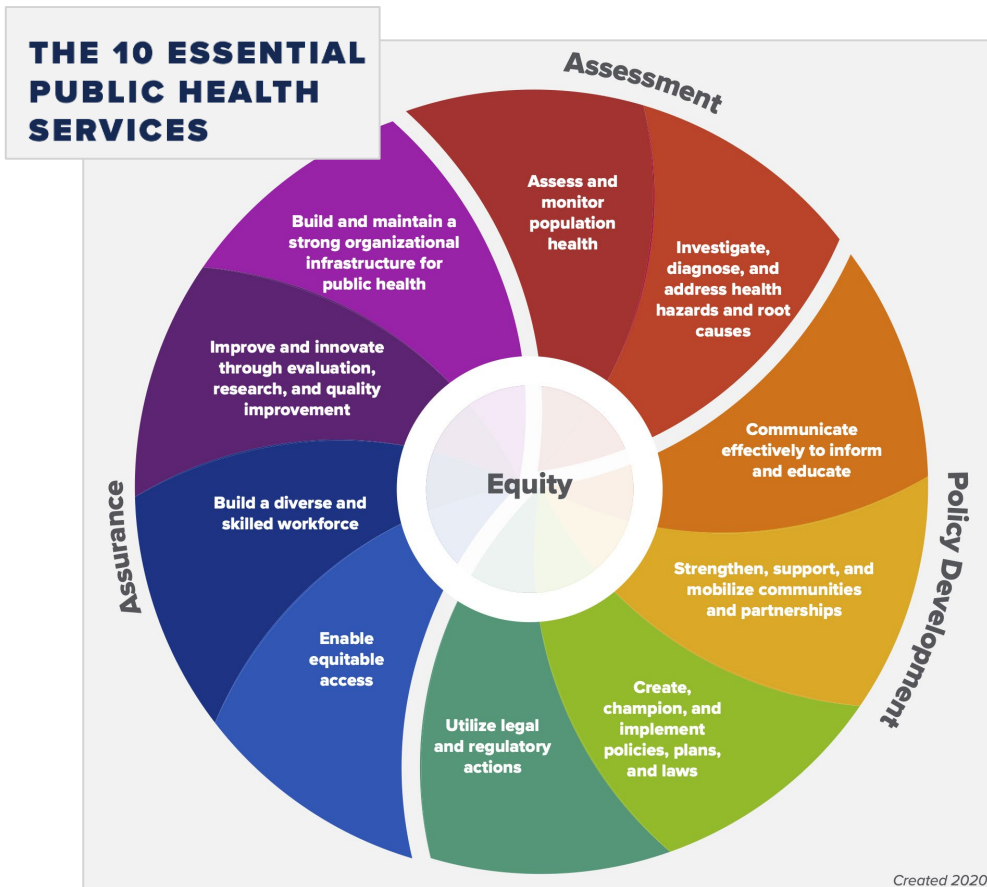 THE 10 ESSENTIAL
PUBLIC HEALTH
SERVICES
Assessment
Assess and
monitor
population
health
Investigate,
diagnose, and
address health
hazards and root
causes
Policy Development
Communicate
effectively to inform
and educate
Strengthen, support, and
mobilize communities
and partnerships
Create,
champion, and
implement
policies, plans,
and laws
Utilize legal
and regulatory
actions
Assurance
Enable
equitable
access
Build a diverse and
skilled workforce
Improve and innovate
through evaluation,
research, and quality
improvement
Build and maintain a
strong organizational
infrastructure for
public health
Equity
Created 2020